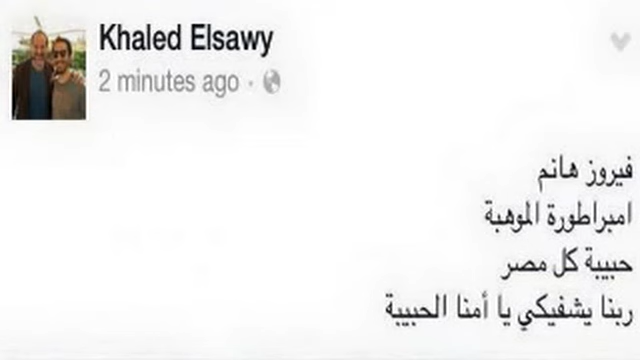 Khaled Elsawy
2 minutes ago ·
فيروز هانم
امبراطورة الموهبة
حبيبة كل مصر
ربنا يشفيكي يا أمنا الحبيبة